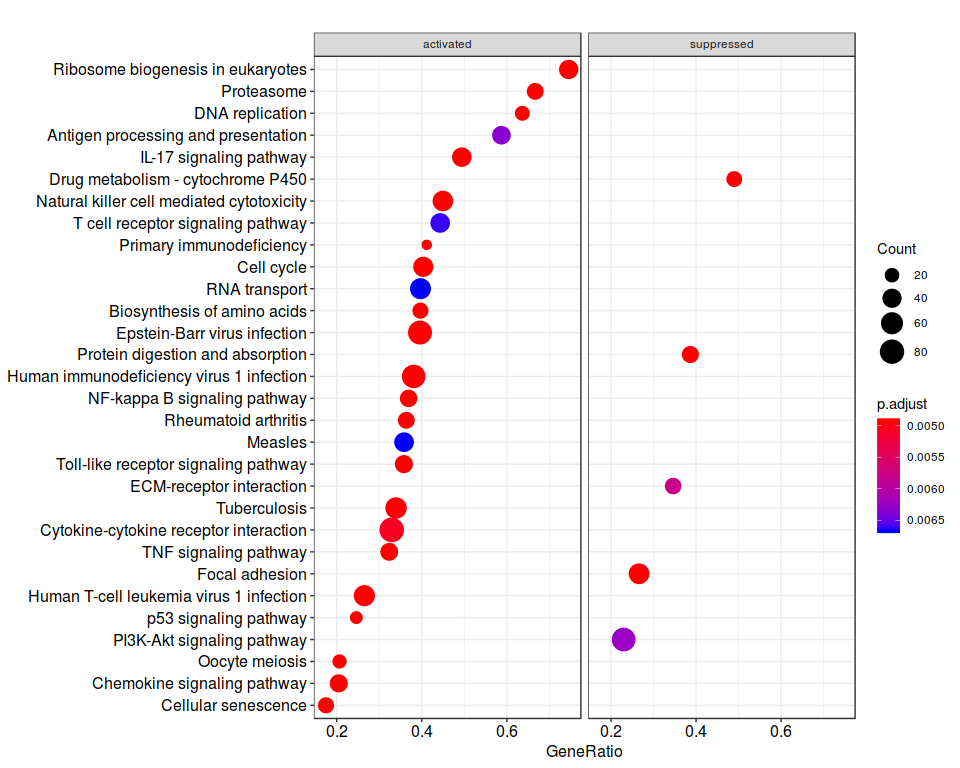 activated
suppressed
Ribosome biogenesis in eukaryotes
Proteasome
DNA replication
Antigen processing and presentation
IL-17 signaling pathway
Drug metabolism - cytochrome P450
Natural killer cell mediated cytotoxicity
T cell receptor signaling pathway
Primary immunodeficiency
Cell cycle
RNA transport
Biosynthesis of amino acids
Epstein-Barr virus infection
Protein digestion and absorption
Human immunodeficiency virus 1 infection
NF-kappa B signaling pathway
Rheumatoid arthritis
Measles
Toll-like receptor signaling pathway
ECM-receptor interaction
Tuberculosis
Cytokine-cytokine receptor interaction
TNF signaling pathway
Focal adhesion
Human T-cell leukemia virus 1 infection
p53 signaling pathway
PI3K-Akt signaling pathway
Oocyte meiosis
Chemokine signaling pathway
Cellular senescence
0.2 0.4 0.6
0.2 0.4 0.6
GeneRatio
Count
20
40
60
80
p.adjust
0.0050
0.0055
0.0060
0.0065